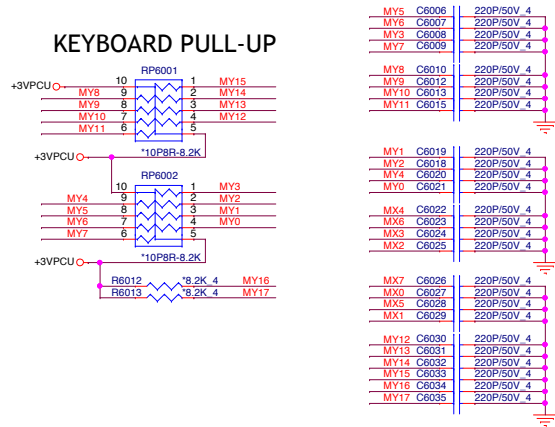 KEYBOARD PULL-UP
RP6001
+3VPCU 10 1 MY15
MY8 9 2 MY14
MY9 8 3 MY13
MY10 7 4 MY12
MY11 6 5
+3VPCU *10P8R-8.2K
RP6002
10 1 MY3
MY4 9 2 MY2
MY5 8 3 MY1
MY6 7 4 MY0
MY7 6 5
+3VPCU *10P8R-8.2K
R6012 *8.2K_4 MY16
R6013 *8.2K_4 MY17
MY5 C6006 220P/50V_4
MY6 C6007 220P/50V_4
MY3 C6008 220P/50V_4
MY7 C6009 220P/50V_4
MY8 C6010 220P/50V_4
MY9 C6012 220P/50V_4
MY10 C6013 220P/50V_4
MY11 C6015 220P/50V_4
MY1 C6019 220P/50V_4
MY2 C6018 220P/50V_4
MY4 C6020 220P/50V_4
MY0 C6021 220P/50V_4
MX4 C6022 220P/50V_4
MX6 C6023 220P/50V_4
MX3 C6024 220P/50V_4
MX2 C6025 220P/50V_4
MX7 C6026 220P/50V_4
MX0 C6027 220P/50V_4
MX5 C6028 220P/50V_4
MX1 C6029 220P/50V_4
MY12 C6030 220P/50V_4
MY13 C6031 220P/50V_4
MY14 C6032 220P/50V_4
MY15 C6033 220P/50V_4
MY16 C6034 220P/50V_4
MY17 C6035 220P/50V_4